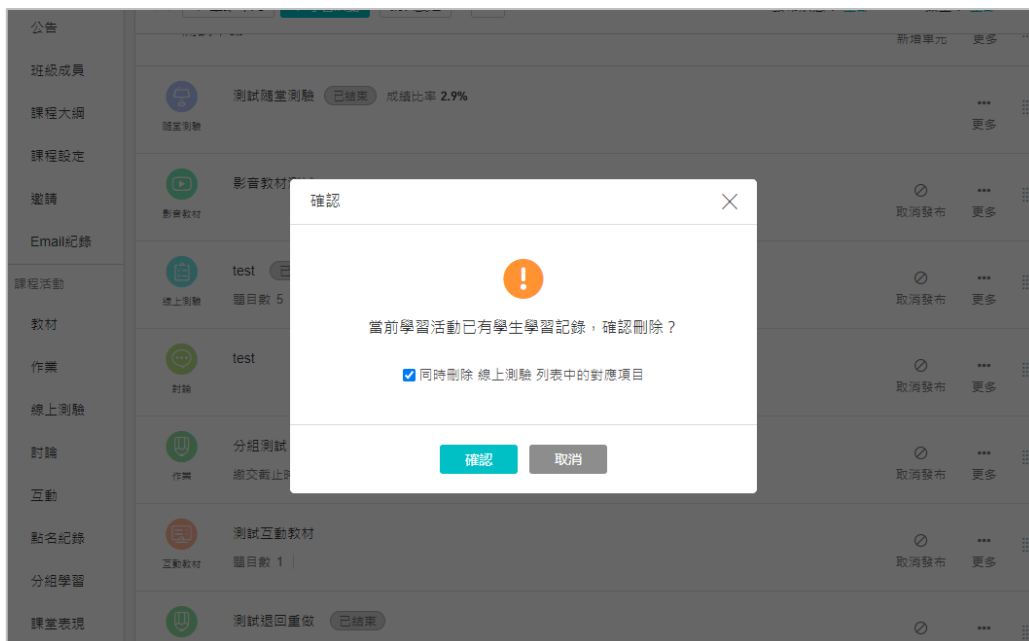 公告
班級成員
課程大綱
課程設定
邀請
Email紀錄
課程活動
教材
作業
線上測驗
討論
互動
點名紀錄
分組學習
課堂表現
新增單元 更多
測試隨堂測驗 已結束 成績比率 2.9%
隨堂測驗
更多
影音教材
影音教材
取消發布 更多
test
線上測驗
題目數 5
取消發布 更多
test
討論
取消發布 更多
分組測試
作業
繳交截止
取消發布 更多
測試互動教材
互動教材
題目數 1
取消發布 更多
測試退回重做 已結束
確認
當前學習活動已有學生學習記錄，確認刪除？
同時刪除 線上測驗 列表中的對應項目
確認 取消